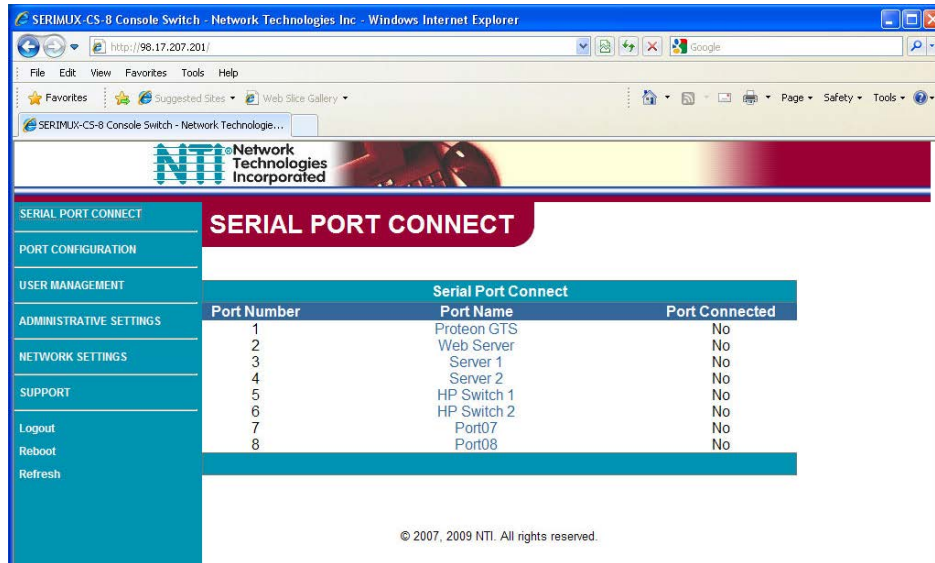 SERIMUX-CS-8 Console Switch - Network Technologies Inc - Windows Internet Explorer
http://98.17.207.201/
Google
File Edit View Favorites Tools Help
Favorites Suggested Sites Web Slice Gallery
Page Safety Tools
SERIMUX-CS-8 Console Switch - Network Technologie...
NTI
®Network
Technologies
Incorporated
SERIAL PORT CONNECT
PORT CONFIGURATION
USER MANAGEMENT
ADMINISTRATIVE SETTINGS
NETWORK SETTINGS
SUPPORT
Logout
Reboot
Refresh
SERIAL PORT CONNECT
Serial Port Connect
Port Number Port Name Port Connected
1 Proteon GTS No
2 Web Server No
3 Server 1 No
4 Server 2 No
5 HP Switch 1 No
6 HP Switch 2 No
7 Port07 No
8 Port08 No
© 2007, 2009 NTI. All rights reserved.